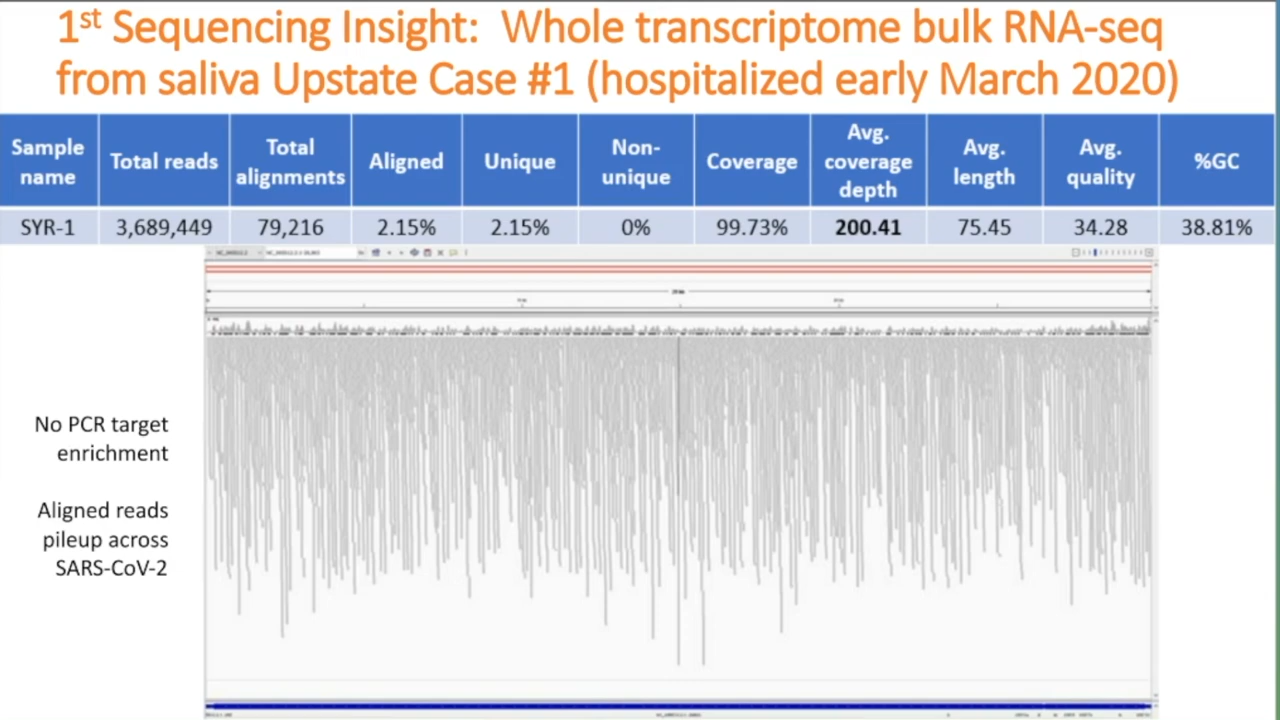 1st Sequencing Insight: Whole transcriptome bulk RNA-seq
from saliva Upstate Case #1 (hospitalized early March 2020)
Sample name Total reads Total alignments Aligned Unique Non-unique Coverage Avg. coverage depth Avg. length Avg. quality %GC
SYR-1 3,689,449 79,216 2.15% 2.15% 0% 99.73% 200.41 75.45 34.28 38.81%
No PCR target
enrichment
Aligned reads
pileup across
SARS-CoV-2